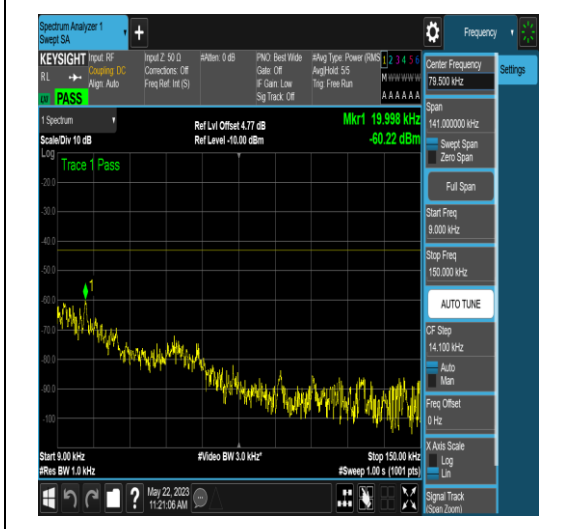 Spectrum Analyzer 1
Swept SA
+
Frequency
KEYSIGHT
Input: RF
Coupling: DC
Align: Auto
Input Z: 50 Ω
Corrections: Off
Freq Ref: Int (S)
#Atten: 0 dB
PNO: Best Wide
Gate: Off
IF Gain: Low
Sig Track: Off
#Avg Type: Power (RMS
Avg|Hold: 5/5
Trig: Free Run
1 2 3 4 5 6
M W W W W W
A A A A A A
RL
PASS
Center Frequency
79.500 kHz
Settings
Span
141.000000 kHz
Swept Span
Zero Span
Full Span
Start Freq
9.000 kHz
Stop Freq
150.000 kHz
AUTO TUNE
CF Step
14.100 kHz
Auto
Man
Freq Offset
0 Hz
X Axis Scale
Log
Lin
Signal Track
(Span Zoom)
1 Spectrum
Scale/Div 10 dB
Ref Lvl Offset 4.77 dB
Ref Level -10.00 dBm
Mkr1 19.998 kHz
-60.22 dBm
Log
Trace 1 Pass
1
-20.0
-30.0
-40.0
-50.0
-60.0
-70.0
-80.0
-90.0
-100
Start 9.00 kHz
#Res BW 1.0 kHz
#Video BW 3.0 kHz*
Stop 150.00 kHz
#Sweep 1.00 s (1001 pts)
?
May 22, 2023
11:21:06 AM